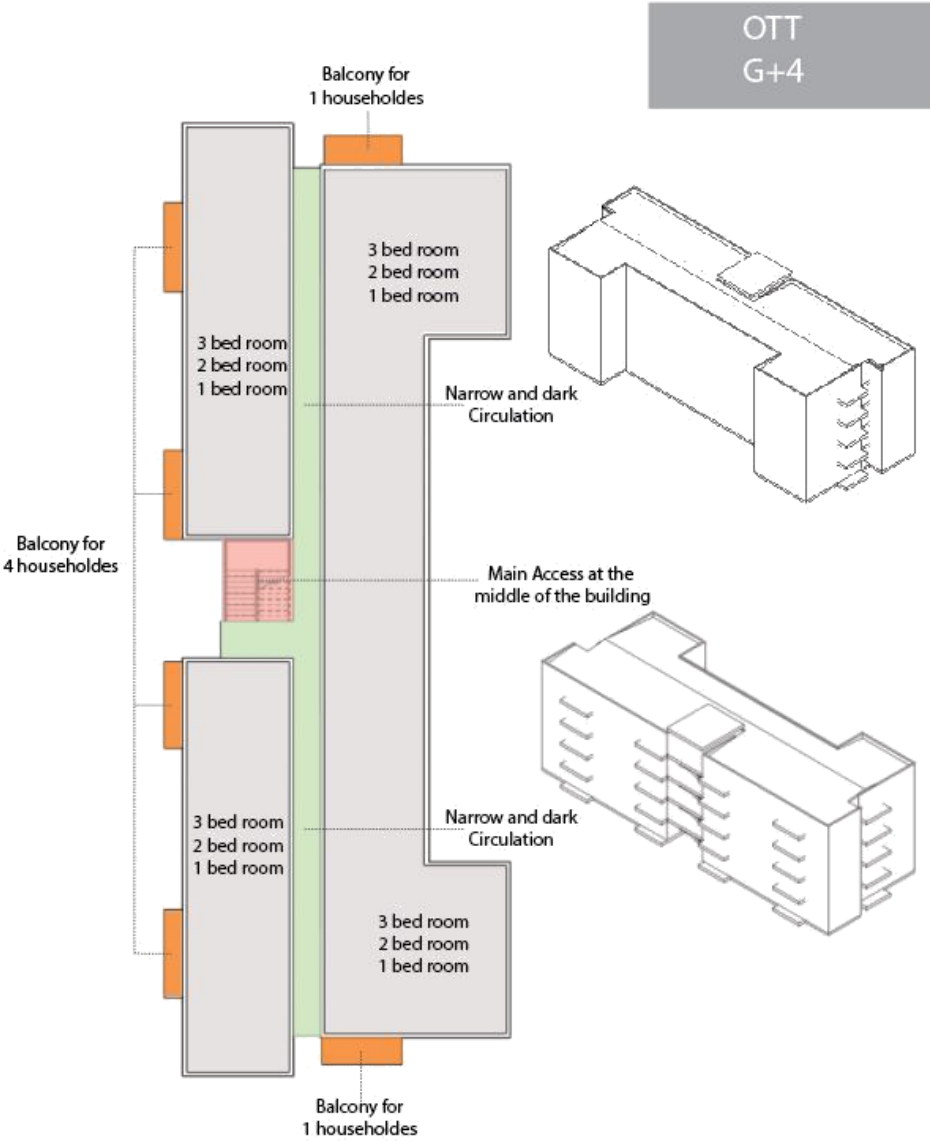 OTT
G+4
Balcony for
1 householdes
3 bed room
2 bed room
1 bed room
3 bed room
2 bed room
1 bed room
Narrow and dark
Circulation
Balcony for
4 householdes
Main Access at the
middle of the building
3 bed room
2 bed room
1 bed room
Narrow and dark
Circulation
3 bed room
2 bed room
1 bed room
Balcony for
1 householdes